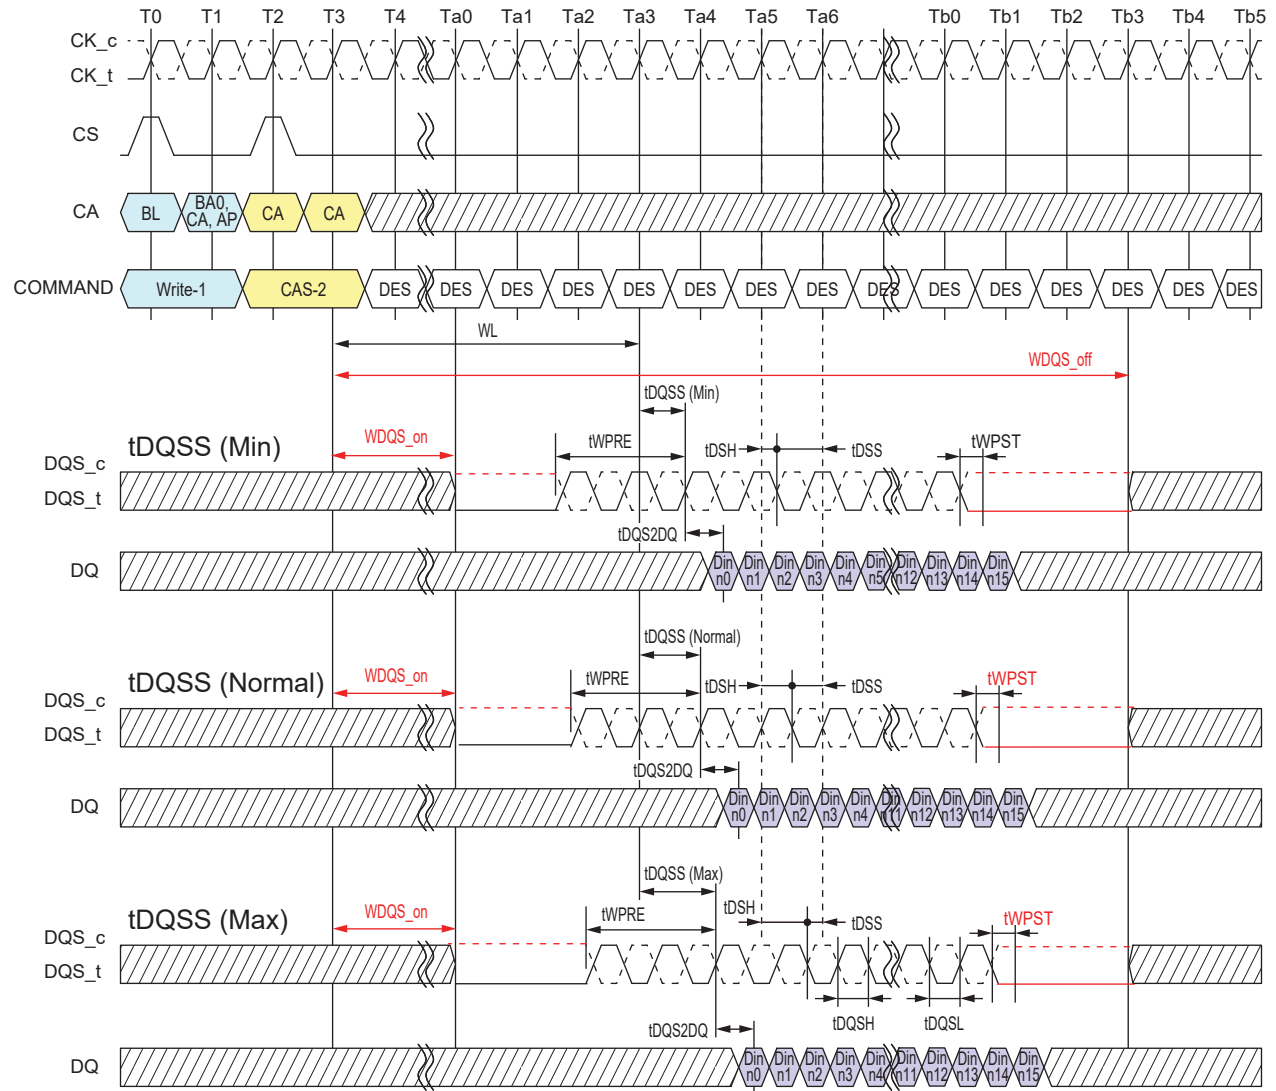 T0 T1 T2 T3 T4 Ta0 Ta1 Ta2 Ta3 Ta4 Ta5 Ta6 Tb0 Tb1 Tb2 Tb3 Tb4 Tb5
CK_c
CK_t
CS
CA BL BA0, CA, AP CA CA
COMMAND Write-1 CAS-2 DES DES DES DES DES DES DES DES DES DES DES DES DES DES DES
WL
WDQS_off
tDQSS (Min)
tDQSS (Min) WDQS_on tWPRE tDSH tDSS tWPST
DQS_c
DQS_t
tDQS2DQ
DQ Din n0 Din n1 Din n2 Din n3 Din n4 Din n5 Din n12 Din n13 Din n14 Din n15
tDQSS (Normal)
tDQSS (Normal) WDQS_on tWPRE tDSH tDSS tWPST
DQS_c
DQS_t
tDQS2DQ
DQ Din n0 Din n1 Din n2 Din n3 Din n4 Din n11 Din n12 Din n13 Din n14 Din n15
tDQSS (Max)
tDQSS (Max) WDQS_on tWPRE tDSH tDSS tWPST
DQS_c
DQS_t
tDQSH tDQSL
tDQS2DQ
DQ Din n0 Din n1 Din n2 Din n3 Din n4 Din n11 Din n12 Din n13 Din n14 Din n15